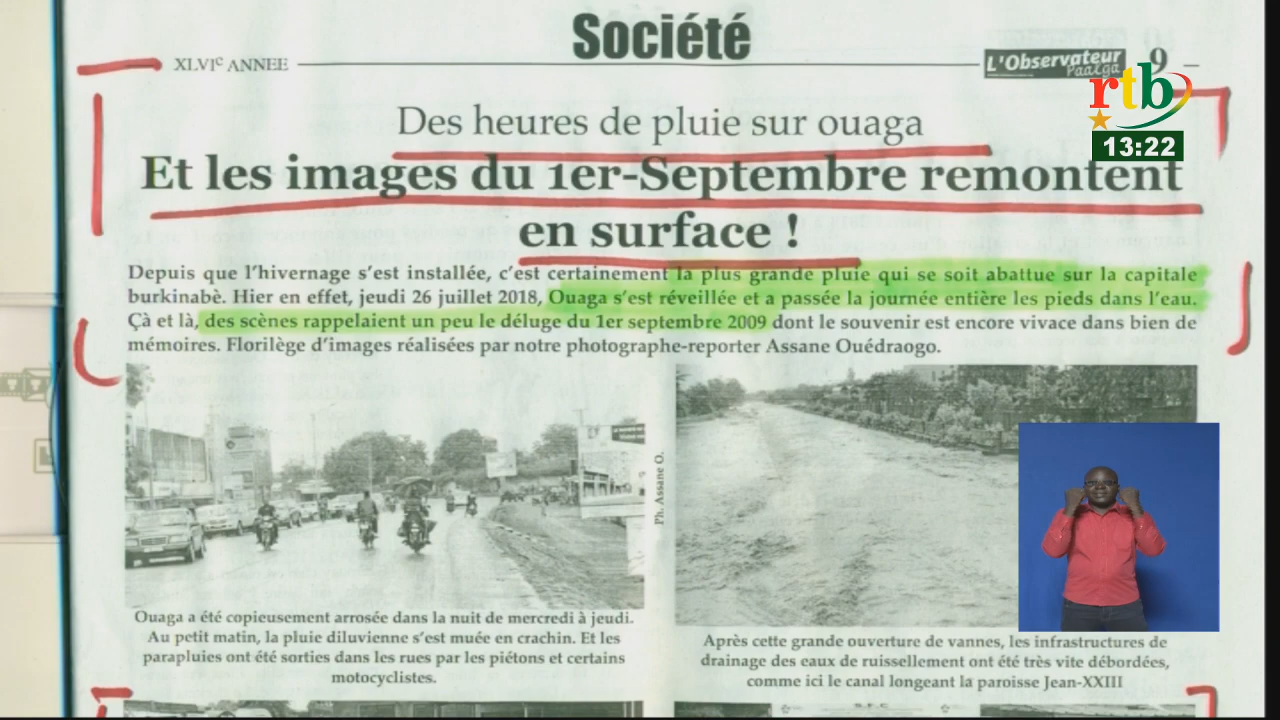 Société
XLVIᵉ ANNEE
L'Observateur
Paalga
9
rtb
13:22
Des heures de pluie sur ouaga
Et les images du 1er-Septembre remontent
en surface !
Depuis que l'hivernage s'est installée, c'est certainement la plus grande pluie qui se soit abattue sur la capitale
burkinabè. Hier en effet, jeudi 26 juillet 2018, Ouaga s'est réveillée et a passée la journée entière les pieds dans l'eau.
Çà et là, des scènes rappelaient un peu le déluge du 1er septembre 2009 dont le souvenir est encore vivace dans bien de
mémoires. Florilège d'images réalisées par notre photographe-reporter Assane Ouédraogo.
Ph. Assane O.
Ouaga a été copieusement arrosée dans la nuit de mercredi à jeudi.
Au petit matin, la pluie diluvienne s'est muée en crachin. Et les
parapluies ont été sorties dans les rues par les piétons et certains
motocyclistes.
Après cette grande ouverture de vannes, les infrastructures de
drainage des eaux de ruissellement ont été très vite débordées,
comme ici le canal longeant la paroisse Jean-XXIII